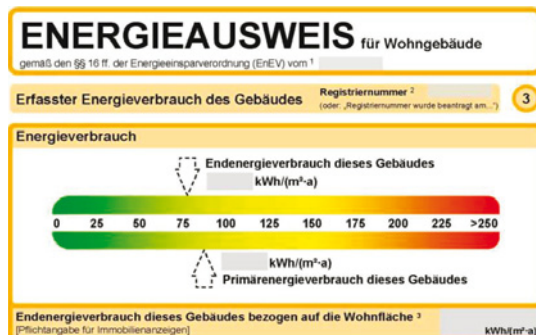 ENERGIEAUSWEIS für Wohngebäude
gemäß den §§ 16 ff. der Energieeinsparverordnung (EnEV) vom ¹
Erfasster Energieverbrauch des Gebäudes
Registriernummer ²
(oder: „Registriernummer wurde beantragt am...“)
3
Energieverbrauch
Endenergieverbrauch dieses Gebäudes
kWh/(m²·a)
0 25 50 75 100 125 150 175 200 225 >250
kWh/(m²·a)
Primärenergieverbrauch dieses Gebäudes
Endenergieverbrauch dieses Gebäudes bezogen auf die Wohnfläche ³
[Pflichtangabe für Immobilienanzeigen]
kWh/(m²·a)